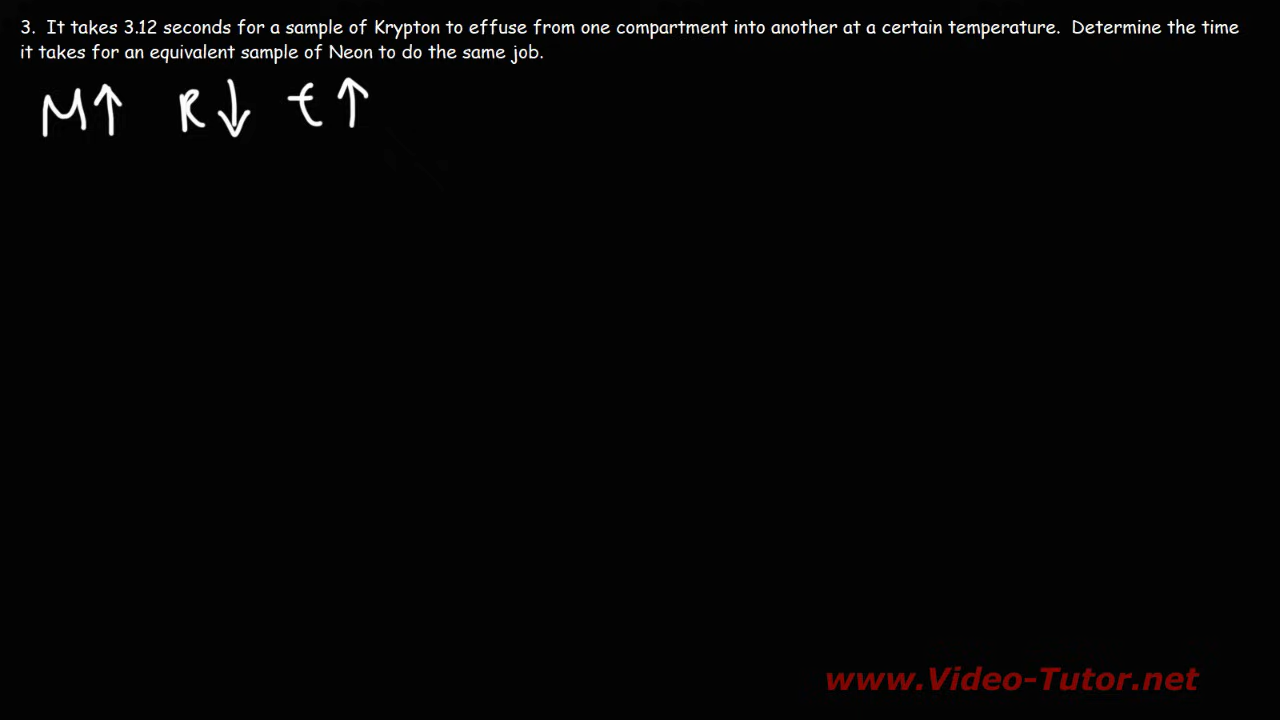 3. It takes 3.12 seconds for a sample of Krypton to effuse from one compartment into another at a certain temperature. Determine the time
it takes for an equivalent sample of Neon to do the same job.
M↑ R↓ t↑
www.Video-Tutor.net